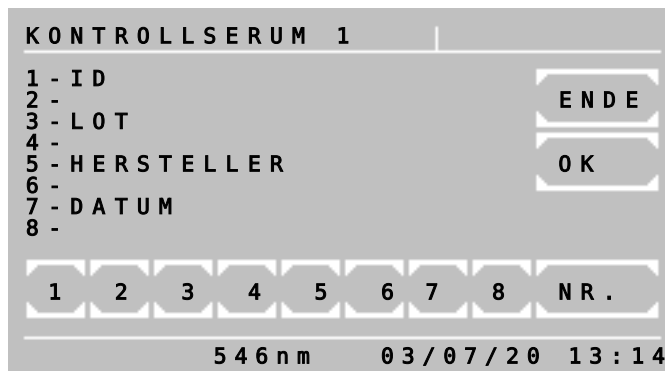 KONTROLLSERUM 1
1-ID
2-
3-LOT
4-
5-HERSTELLER
6-
7-DATUM
8-
ENDE
OK
1 2 3 4 5 6 7 8 NR.
546nm 03/07/20 13:14